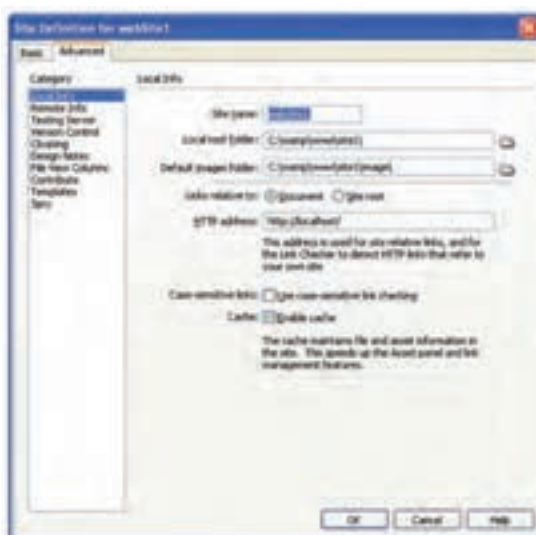 Site Definition for webSite1
Basic
Advanced
Category
Local Info
Remote Info
Testing Server
Version Control
Cloaking
Design Notes
File View Columns
Contribute
Templates
Spry
Local Info
Site name:
Local root folder:
Default images folder:
Links relative to: Document Site root
HTTP address: http://localhost/
This address is used for site relative links, and for
the Link Checker to detect HTTP links that refer to
your own site
Case-sensitive links: Use case-sensitive link checking
Cache: Enable cache
The cache maintains file and asset information in
the site. This speeds up the Asset panel and link
management features.
OK
Cancel
Help